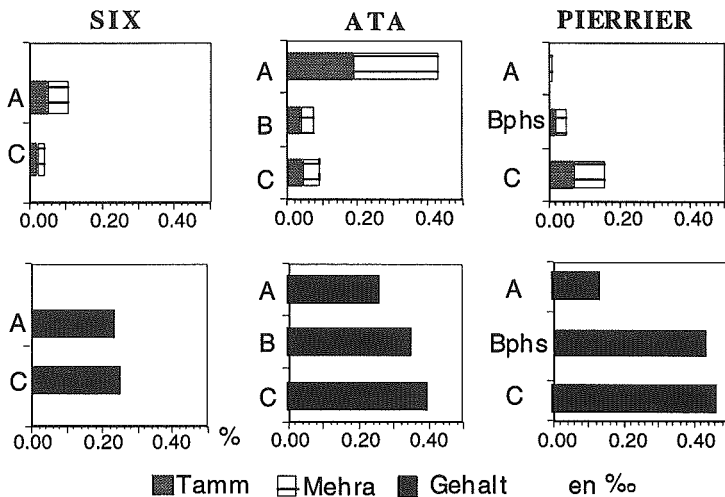 SIX ATA PIERRIER
A A A
B Bphs
C C C
0.00 0.20 0.40 0.00 0.20 0.40 0.00 0.20 0.40
A A A
B Bphs
C C C
0.00 0.20 0.40 % 0.00 0.20 0.40 0.00 0.20 0.40
Tamm Mehra Gehalt en ‰